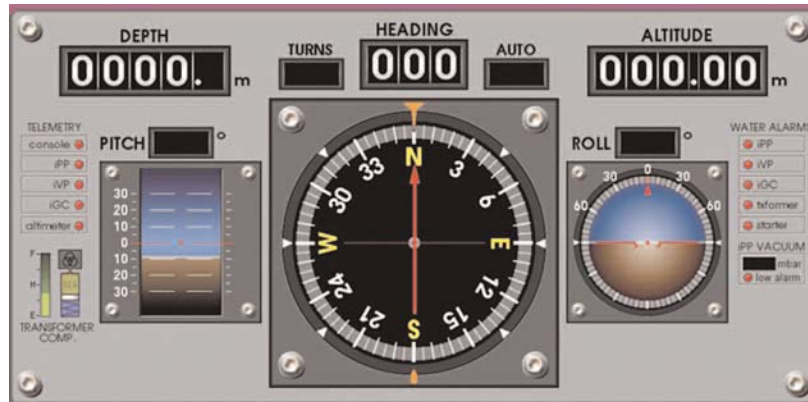 DEPTH
HEADING
ALTITUDE
TURNS
AUTO
0000. m
000
000.00 m
TELEMETRY
console
iPP
iVP
iGC
altimeter
PITCH °
ROLL °
WATER ALARM
iPP
iVP
iGC
txformer
starter
iPP VACUUM
mbar
low alarm
30
20
10
0
10
20
30
N
3
6
E
12
15
S
21
24
W
30
33
60
30
0
30
60
F
H
E
TRANSFORMER
COMP.